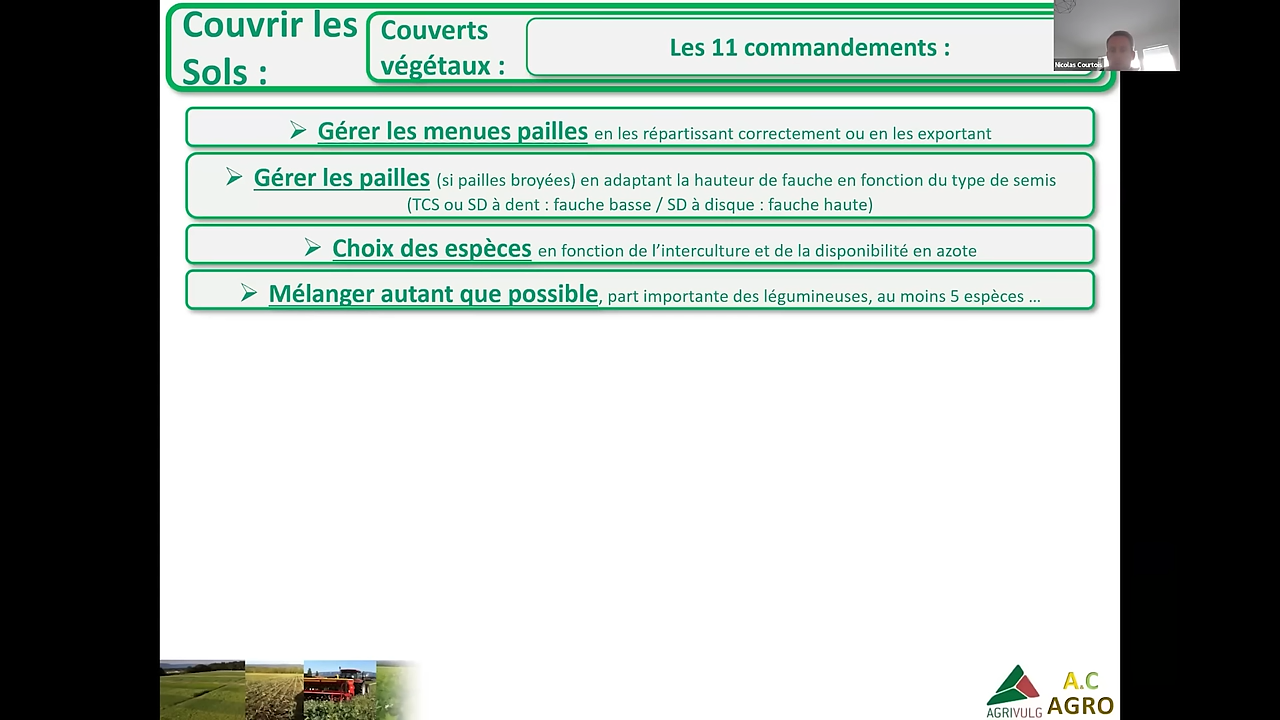 Couvrir les
Sols :
Couverts
végétaux :
Les 11 commandements :
Nicolas Courtois
Gérer les menues pailles en les répartissant correctement ou en les exportant
Gérer les pailles (si pailles broyées) en adaptant la hauteur de fauche en fonction du type de semis
(TCS ou SD à dent : fauche basse / SD à disque : fauche haute)
Choix des espèces en fonction de l’interculture et de la disponibilité en azote
Mélanger autant que possible, part importante des légumineuses, au moins 5 espèces ...
AGRIVULG
A.C
AGRO